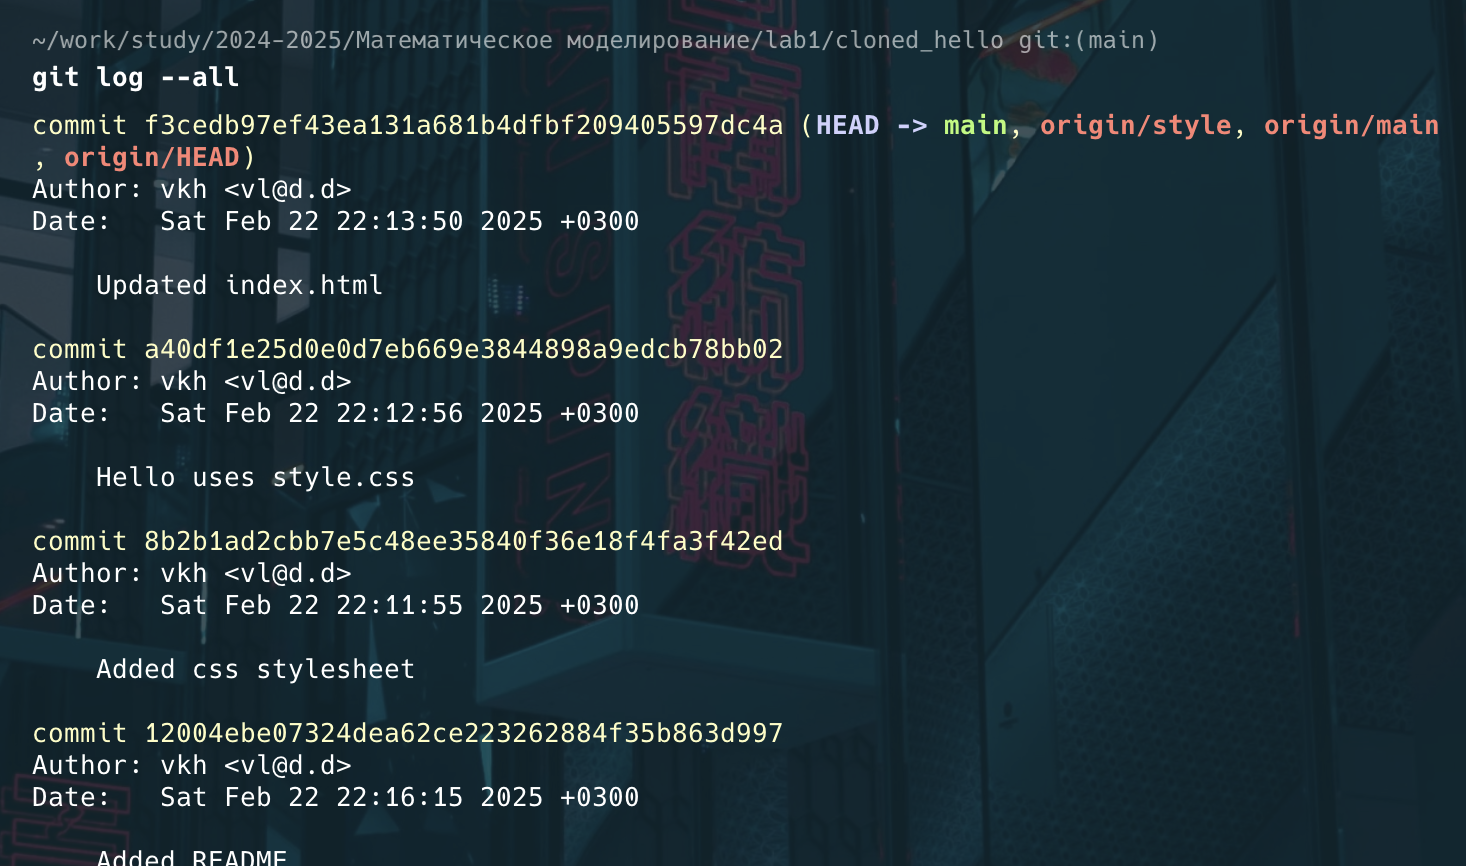 ~/work/study/2024-2025/Математическое моделирование/lab1/cloned_hello git:(main)
git log --all
commit f3cedb97ef43ea131a681b4dfbf209405597dc4a (HEAD -> main, origin/style, origin/main
, origin/HEAD)
Author: vkh <vl@d.d>
Date:   Sat Feb 22 22:13:50 2025 +0300
    Updated index.html
commit a40df1e25d0e0d7eb669e3844898a9edcb78bb02
Author: vkh <vl@d.d>
Date:   Sat Feb 22 22:12:56 2025 +0300
    Hello uses style.css
commit 8b2b1ad2cbb7e5c48ee35840f36e18f4fa3f42ed
Author: vkh <vl@d.d>
Date:   Sat Feb 22 22:11:55 2025 +0300
    Added css stylesheet
commit 12004ebe07324dea62ce223262884f35b863d997
Author: vkh <vl@d.d>
Date:   Sat Feb 22 22:16:15 2025 +0300
    Added README